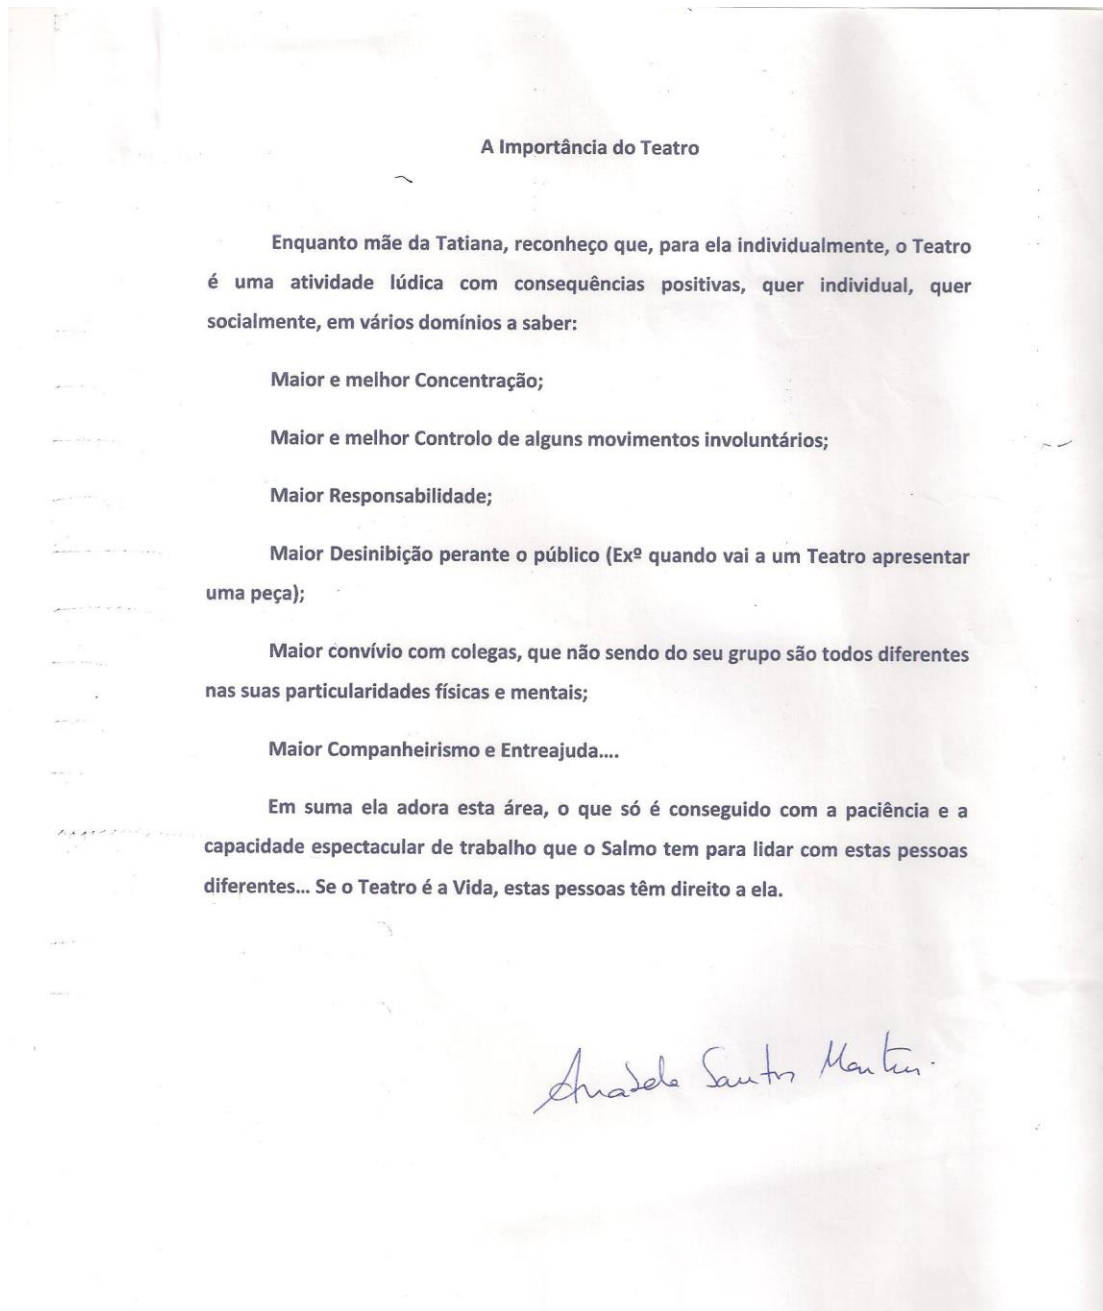 A Importância do Teatro
Enquanto mãe da Tatiana, reconheço que, para ela individualmente, o Teatro
é uma atividade lúdica com consequências positivas, quer individual, quer
socialmente, em vários domínios a saber:
Maior e melhor Concentração;
Maior e melhor Controlo de alguns movimentos involuntários;
Maior Responsabilidade;
Maior Desinibição perante o público (Exº quando vai a um Teatro apresentar
uma peça);
Maior convívio com colegas, que não sendo do seu grupo são todos diferentes
nas suas particularidades físicas e mentais;
Maior Companheirismo e Entreajuda....
Em suma ela adora esta área, o que só é conseguido com a paciência e a
capacidade espectacular de trabalho que o Salmo tem para lidar com estas pessoas
diferentes... Se o Teatro é a Vida, estas pessoas têm direito a ela.
Santos